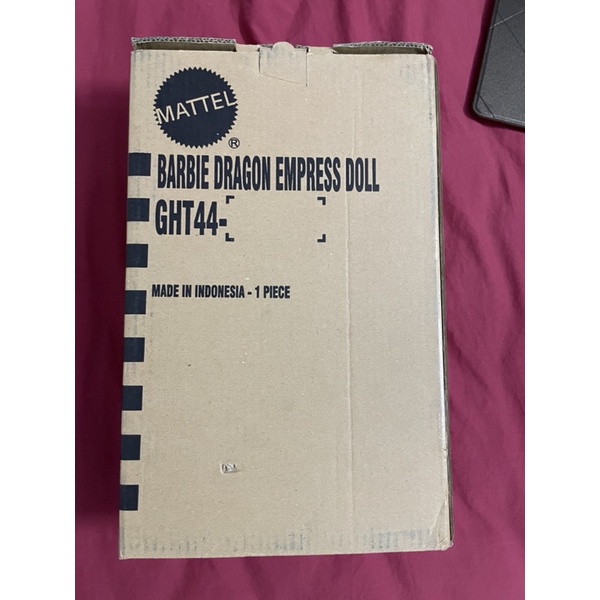 MATTEL
®
BARBIE DRAGON EMPRESS DOLL
GHT44-
MADE IN INDONESIA - 1 PIECE